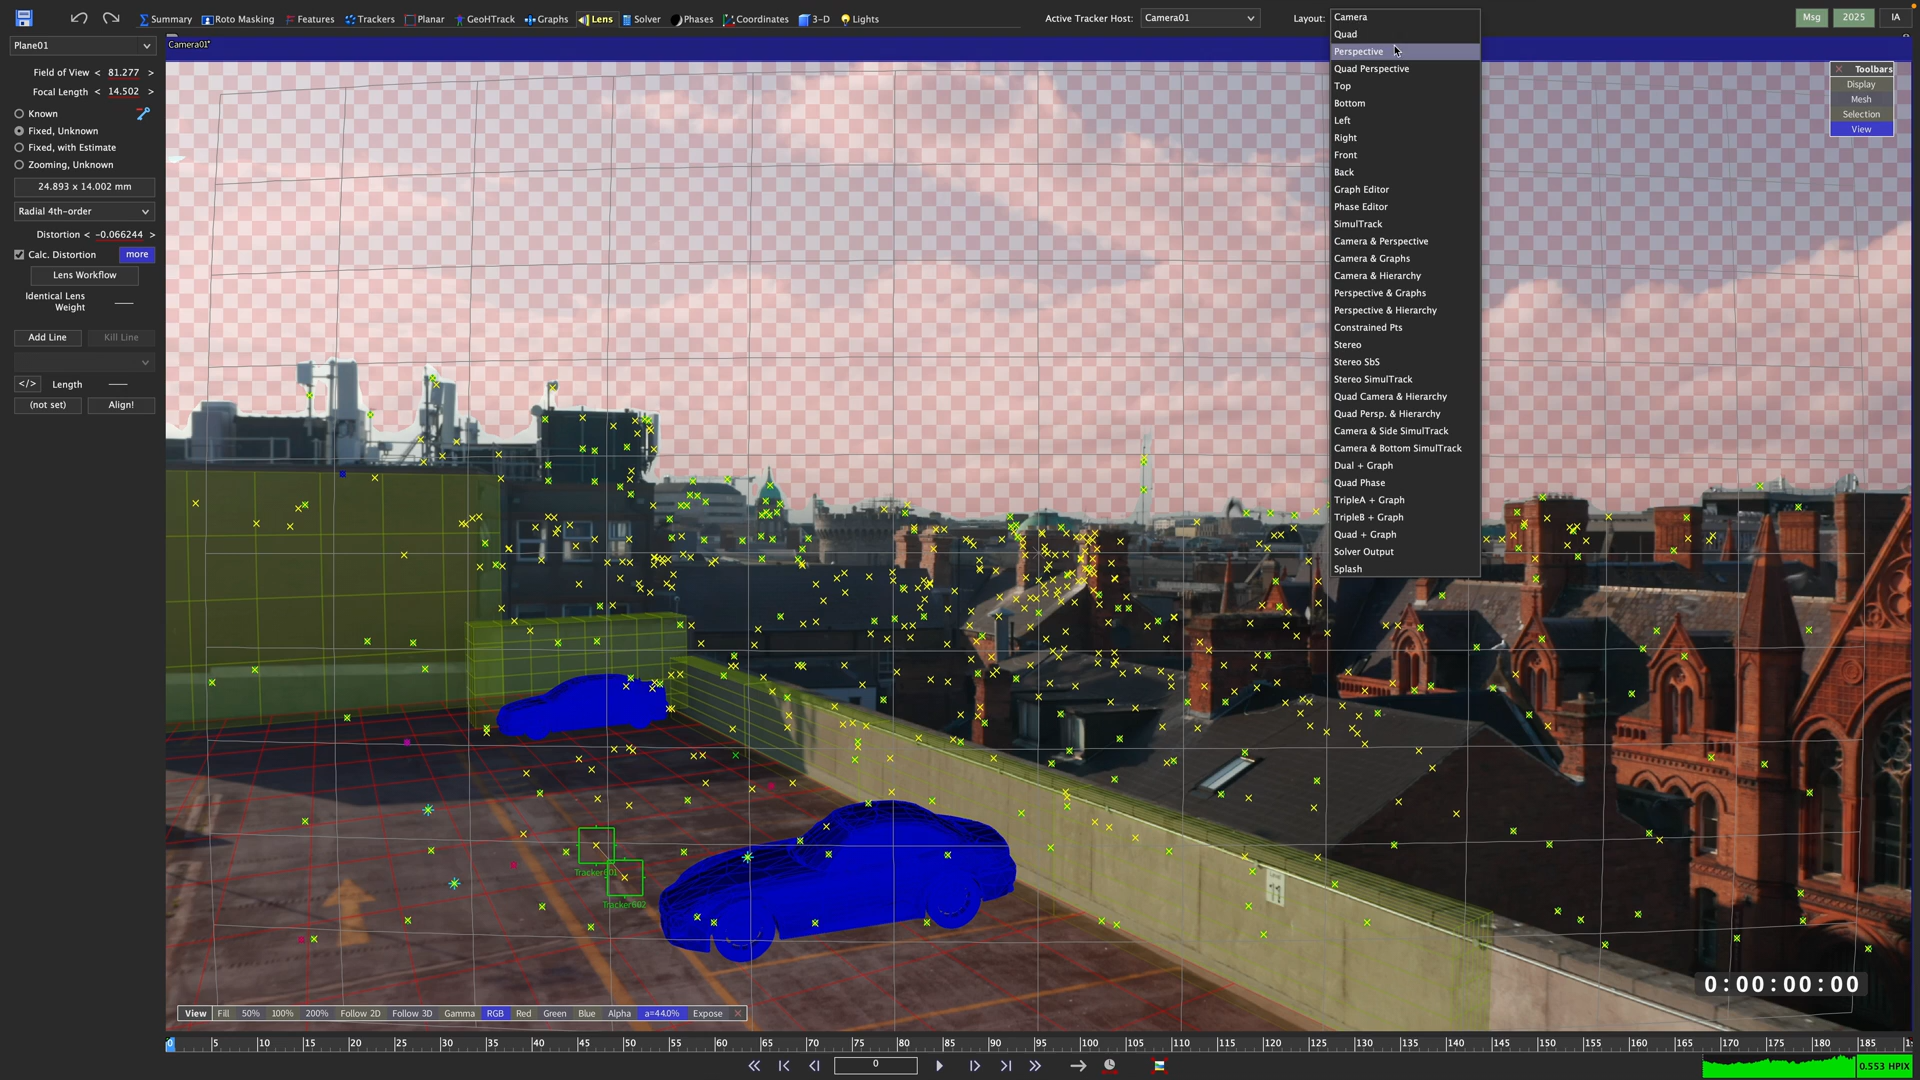 Summary Roto Masking Features Trackers Planar GeoHTrack Graphs Lens Solver Phases Coordinates 3-D Lights Active Tracker Host: Camera01 Layout: Camera Msg 2025 IA
Plane01
Camera01*
Field of View < 81.277 >
Focal Length < 14.502 >
Known
Fixed, Unknown
Fixed, with Estimate
Zooming, Unknown
24.893 x 14.002 mm
Radial 4th-order
Distortion < -0.066244 >
Calc. Distortion more
Lens Workflow
Identical Lens
Weight
Add Line Kill Line
</> Length
(not set) Align!
Quad
Perspective
Quad Perspective
Top
Bottom
Left
Right
Front
Back
Graph Editor
Phase Editor
SimulTrack
Camera & Perspective
Camera & Graphs
Camera & Hierarchy
Perspective & Graphs
Perspective & Hierarchy
Constrained Pts
Stereo
Stereo SbS
Stereo SimulTrack
Quad Camera & Hierarchy
Quad Persp. & Hierarchy
Camera & Side SimulTrack
Camera & Bottom SimulTrack
Dual + Graph
Quad Phase
TripleA + Graph
TripleB + Graph
Quad + Graph
Solver Output
Splash
Toolbars
Display
Mesh
Selection
View
Tracker602
0:00:00:00
View Fill 50% 100% 200% Follow 2D Follow 3D Gamma RGB Red Green Blue Alpha a=44.0% Expose
0 5 10 15 20 25 30 35 40 45 50 55 60 65 70 75 80 85 90 95 100 105 110 115 120 125 130 135 140 145 150 155 160 165 170 175 180 185
0
0.553 HPIX